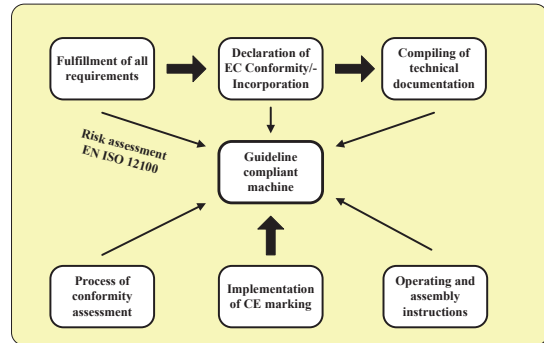 Fulfillment of all
requirements
Declaration of
EC Conformity/-
Incorporation
Compiling of
technical
documentation
Risk assessment
EN ISO 12100
Guideline
compliant
machine
Process of
conformity
assessment
Implementation
of CE marking
Operating and
assembly
instructions